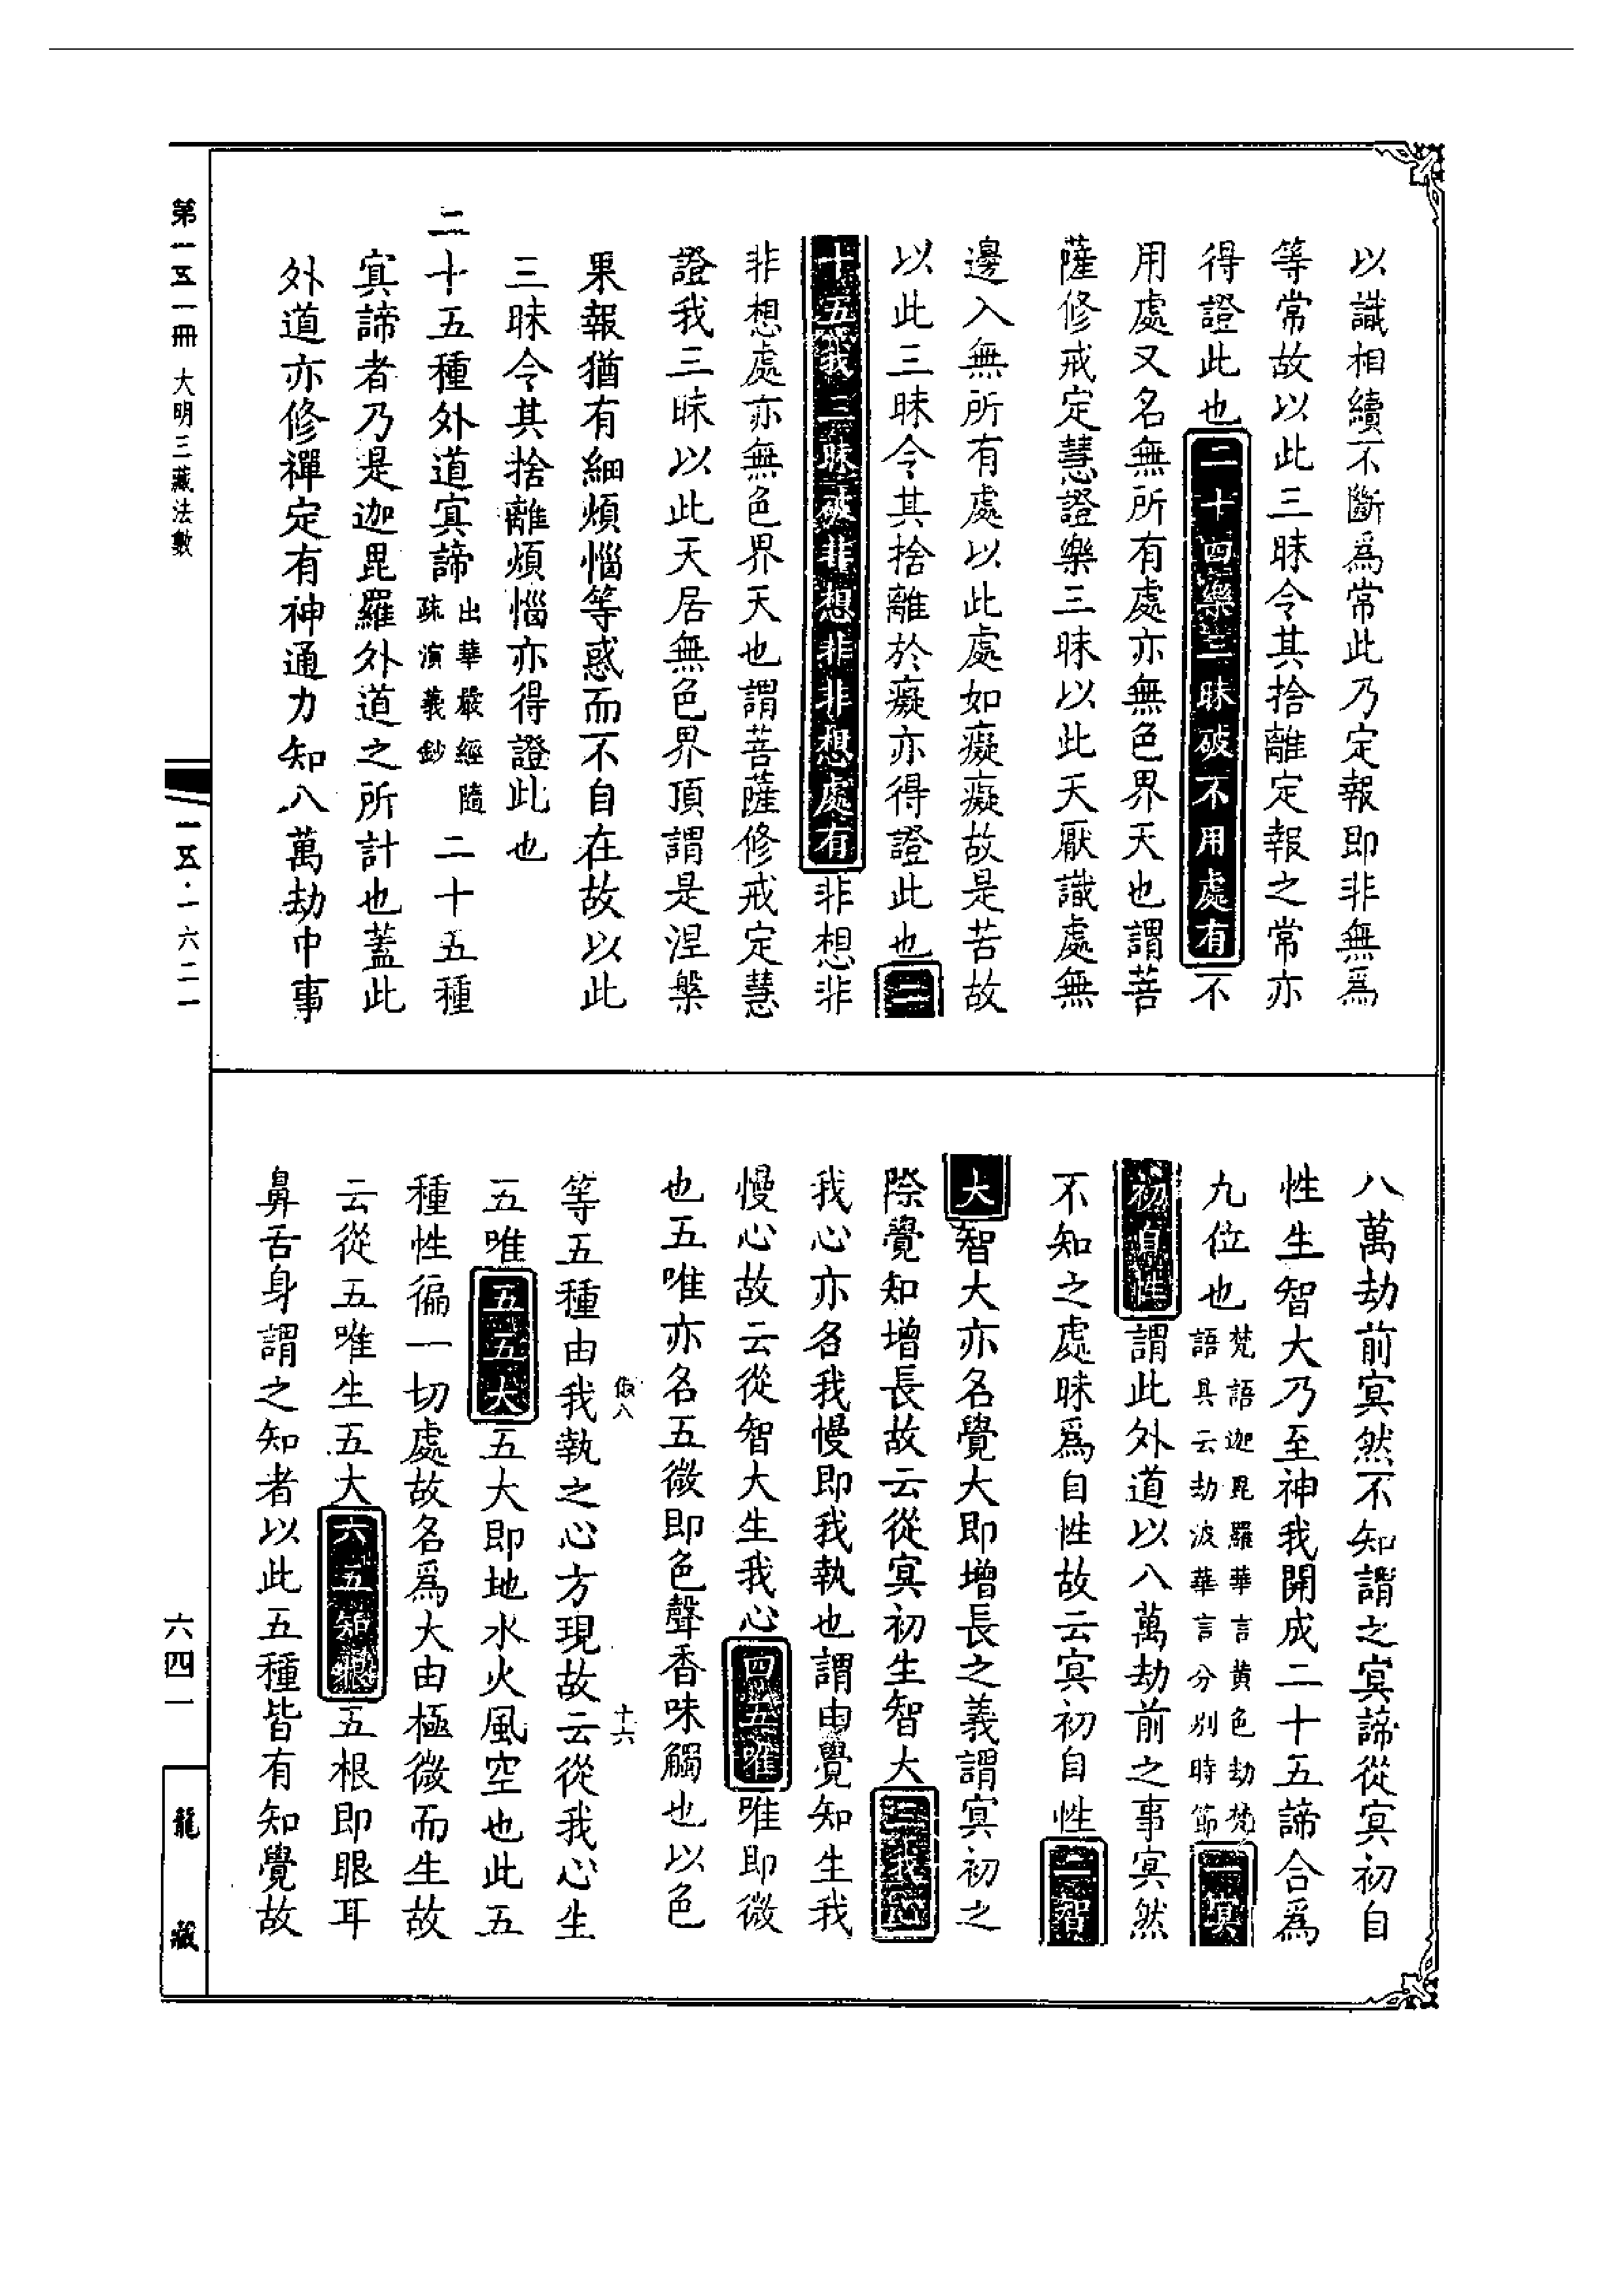 以識相續不斷為常此乃定報即非無為
等常故以此三昧令其捨離定報之常亦
得證此也二十四樂三昧破不用處有不
用處又名無所有處亦無色界天也謂菩
薩修戒定慧證樂三昧以此天厭識處無
邊入無所有處以此處如癡癡故是苦故
以此三昧令其捨離於癡亦得證此也二
十五我三昧破非想非非想處有非想非
非想處亦無色界天也謂菩薩修戒定慧
證我三昧以此天居無色界頂謂是涅槃
果報猶有細煩惱等惑而不自在故以此
三昧令其捨離煩惱亦得證此也
二十五種外道冥諦出華嚴經隨疏演義鈔二十五種
冥諦者乃是迦毘羅外道之所計也蓋此
外道亦修禪定有神通力知八萬劫中事
八萬劫前冥然不知謂之冥諦從冥初自
性生智大乃至神我開成二十五諦合為
九位也梵語迦毘羅華言黃色劫梵語具云劫波華言分別時節一冥
初自性謂此外道以八萬劫前之事冥然
不知之處昧為自性故云冥初自性二智
大智大亦名覺大即增長之義謂冥初之
際覺知增長故云從冥初生智大三我心
我心亦名我慢即我執也謂由覺知生我
慢心故云從智大生我心四五唯唯即微
也五唯亦名五微即色聲香味觸也以色
等五種由我執之心方現故云從我心生
傲八 十六
五唯五五大五大即地水火風空也此五
種性徧一切處故名為大由極微而生故
云從五唯生五大六五知根五根即眼耳
鼻舌身謂之知者以此五種皆有知覺故
第一五一冊 大明三藏法數
一五·一六二一
六四一
龍藏